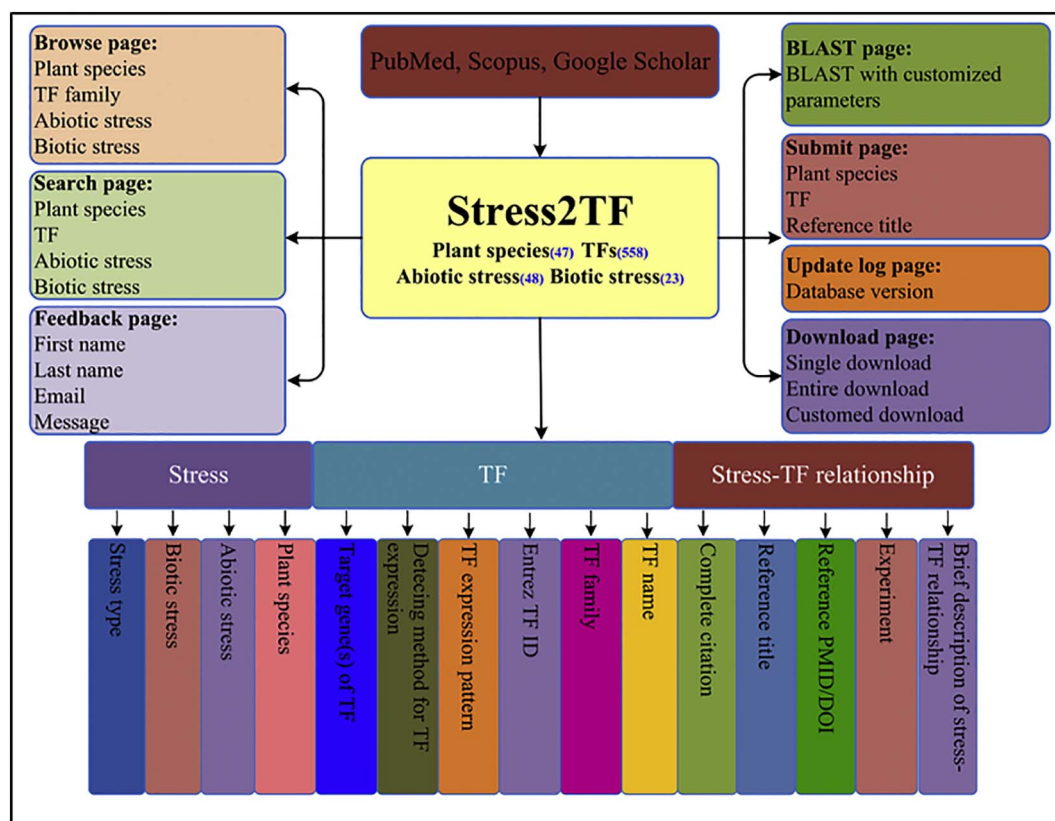 Browse page:
Plant species
TF family
Abiotic stress
Biotic stress
Search page:
Plant species
TF
Abiotic stress
Biotic stress
Feedback page:
First name
Last name
Email
Message
PubMed, Scopus, Google Scholar
Stress2TF
Plant species(47) TFs(558)
Abiotic stress(48) Biotic stress(23)
BLAST page:
BLAST with customized
parameters
Submit page:
Plant species
TF
Reference title
Update log page:
Database version
Download page:
Single download
Entire download
Customed download
Stress
TF
Stress-TF relationship
Stress type
Biotic stress
Abiotic stress
Plant species
Target gene(s) of TF
Detecing method for TF
expression
TF expression pattern
Entrez TF ID
TF family
TF name
Complete citation
Reference title
Reference PMID/DOI
Experiment
Brief description of stress-
TF relationship